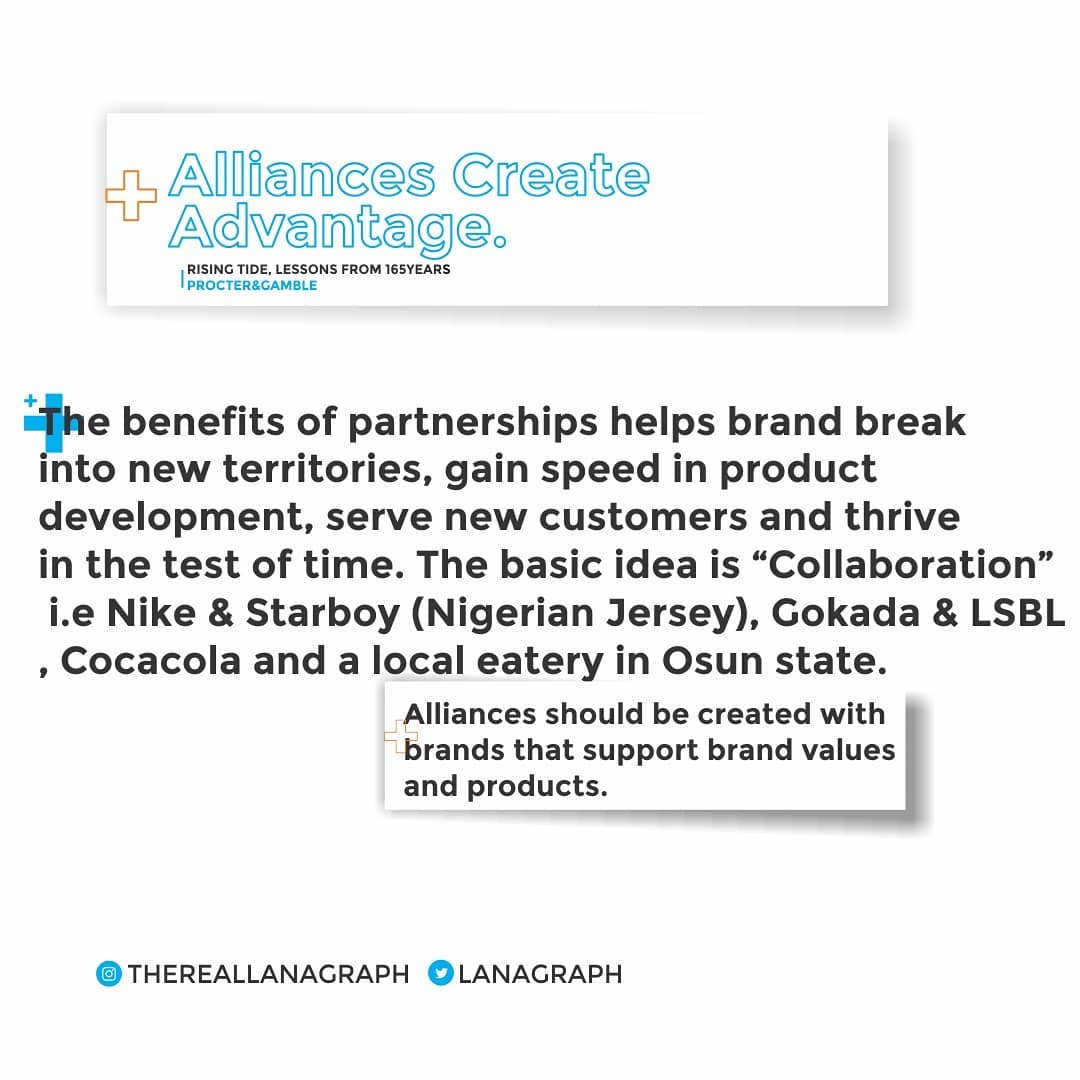 Alliances Create
Advantage.
RISING TIDE, LESSONS FROM 165YEARS
PROCTER&GAMBLE
The benefits of partnerships helps brand break
into new territories, gain speed in product
development, serve new customers and thrive
in the test of time. The basic idea is “Collaboration”
i.e Nike & Starboy (Nigerian Jersey), Gokada & LSBL
, Cocacola and a local eatery in Osun state.
Alliances should be created with
brands that support brand values
and products.
THEREALLANAGRAPH LANAGRAPH